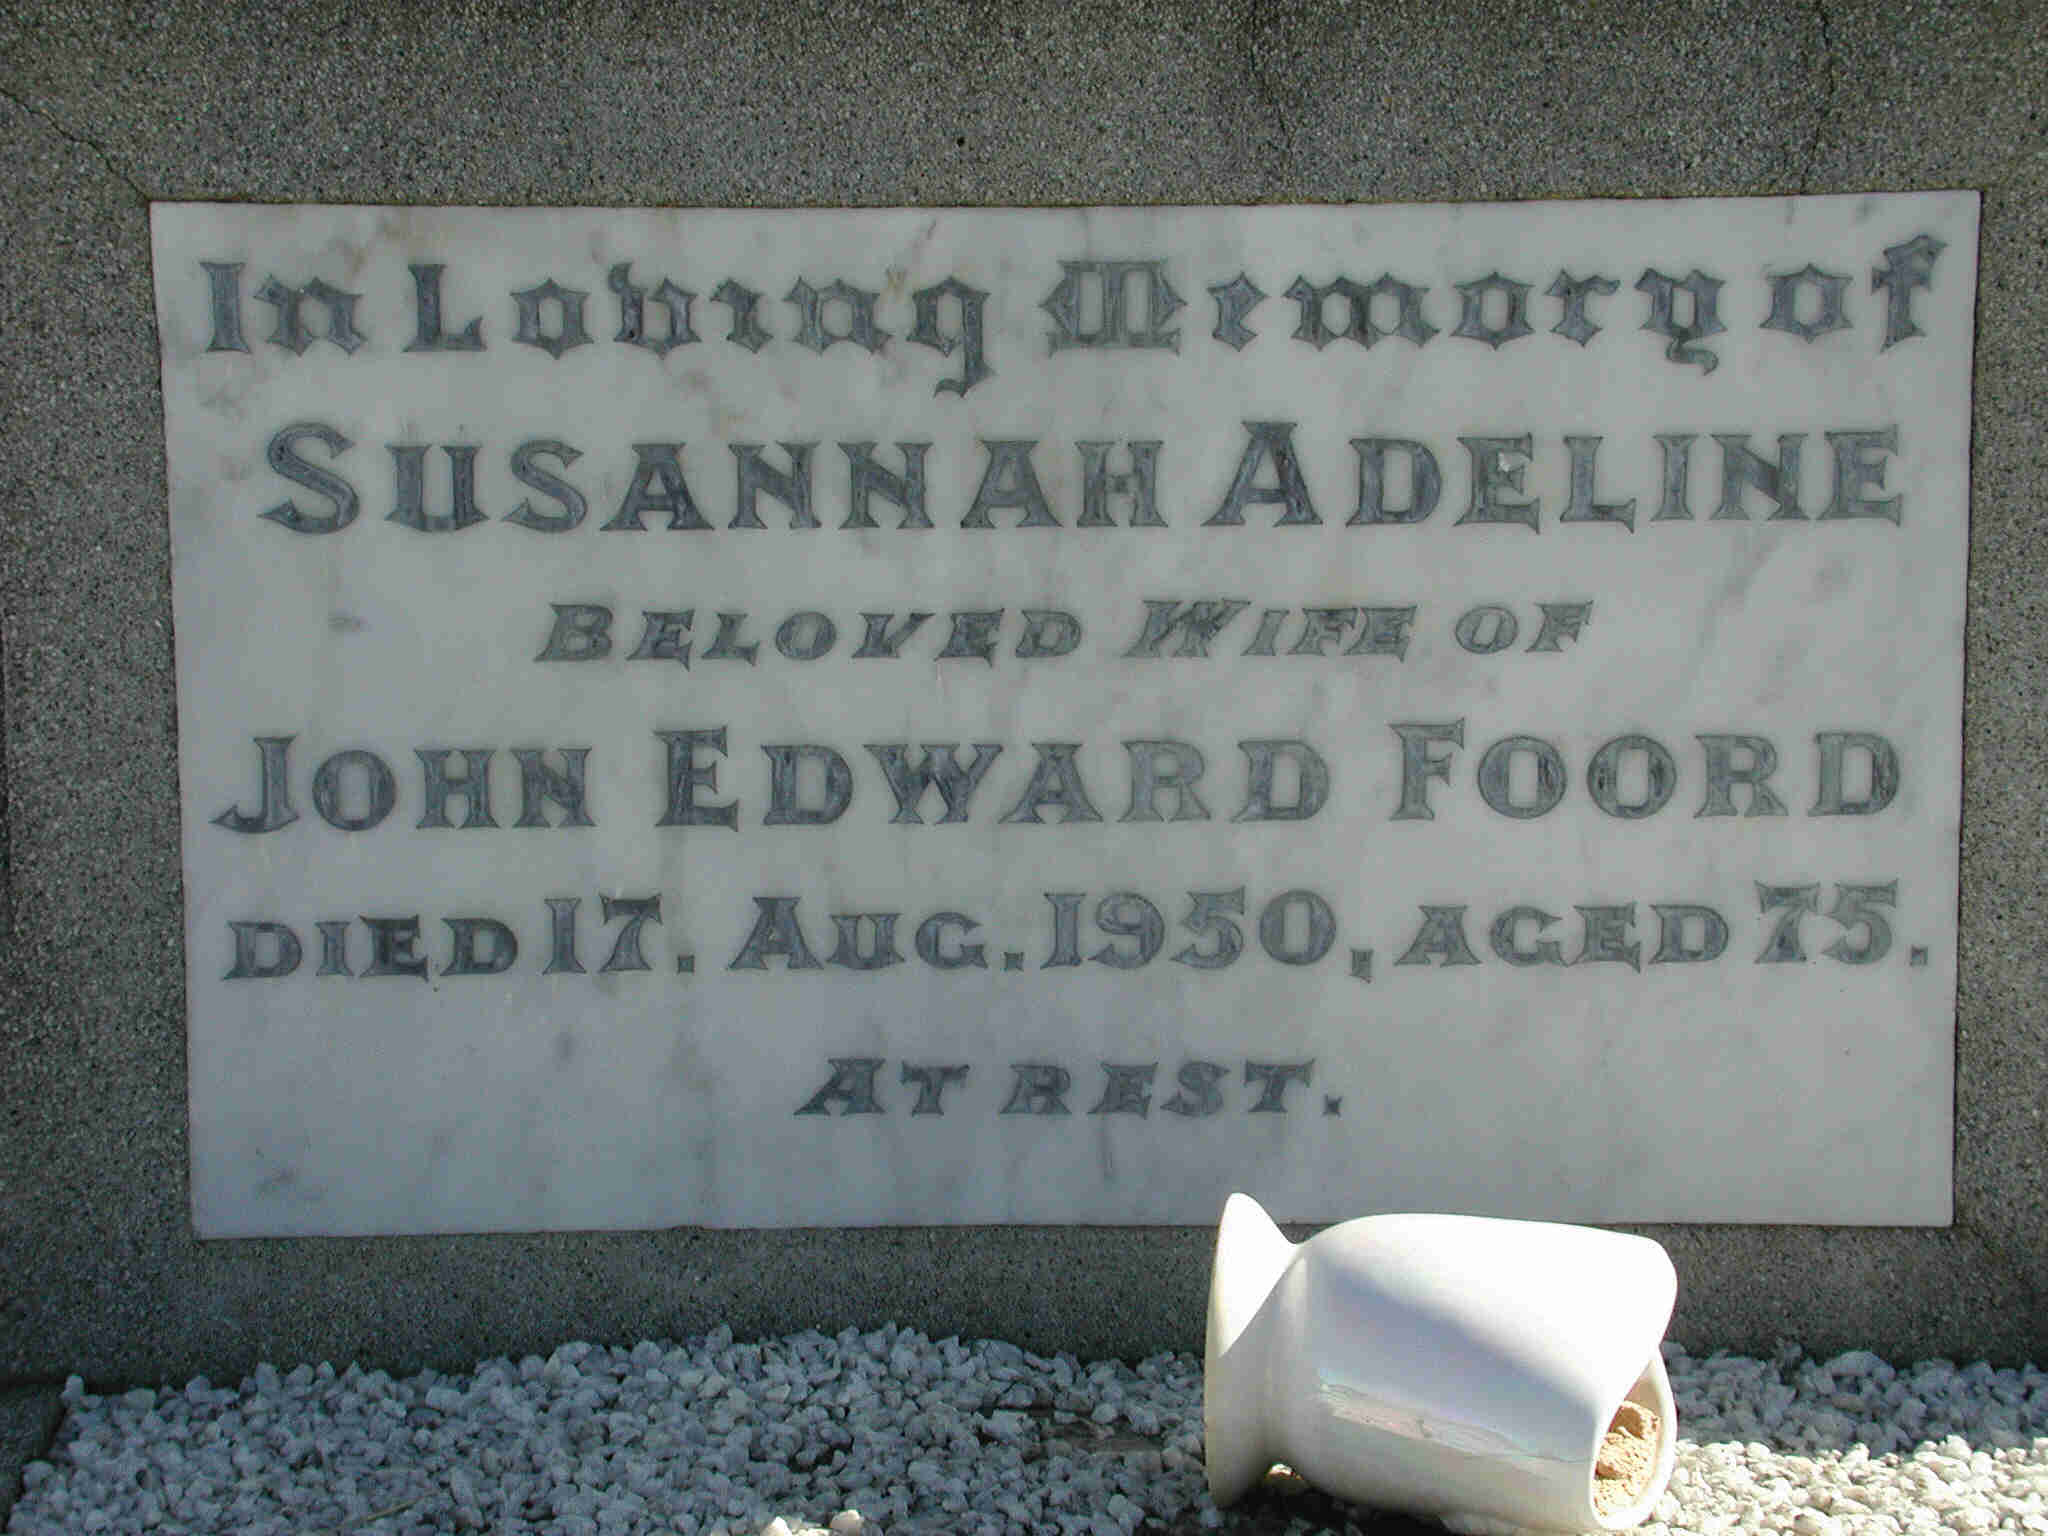 In Loving Memory of
SUSANNAH ADELINE
BELOVED WIFE OF
JOHN EDWARD FOORD
DIED 17. AUG. 1950, AGED 75.
AT REST.